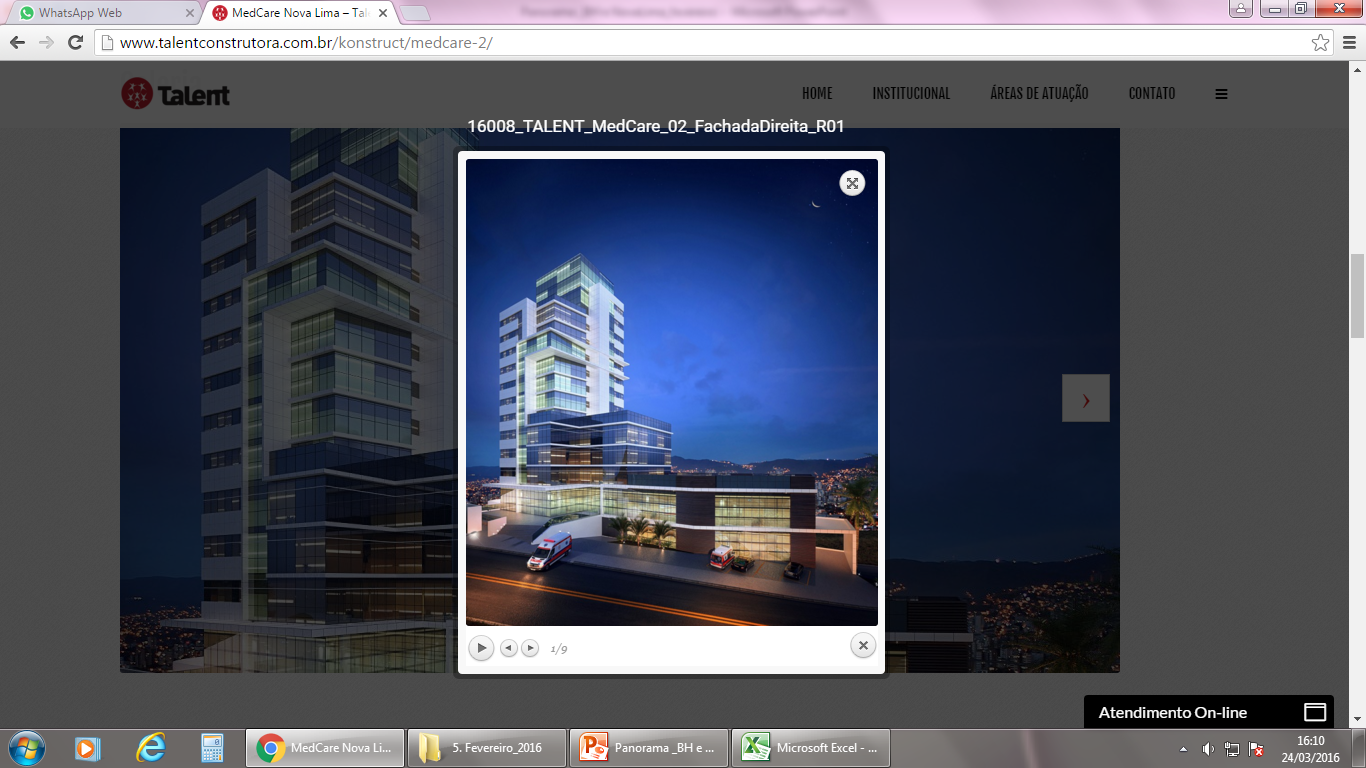 WhatsApp Web
MedCare Nova Lima – Tal
www.talentconstrutora.com.br/konstruct/medcare-2/
Talent
HOME
INSTITUCIONAL
ÁREAS DE ATUAÇÃO
CONTATO
16008_TALENT_MedCare_02_FachadaDireita_R01
1/9
Atendimento On-line
MedCare Nova Li...
5. Fevereiro_2016
Panorama _BH e ...
Microsoft Excel - ...
16:10
24/03/2016